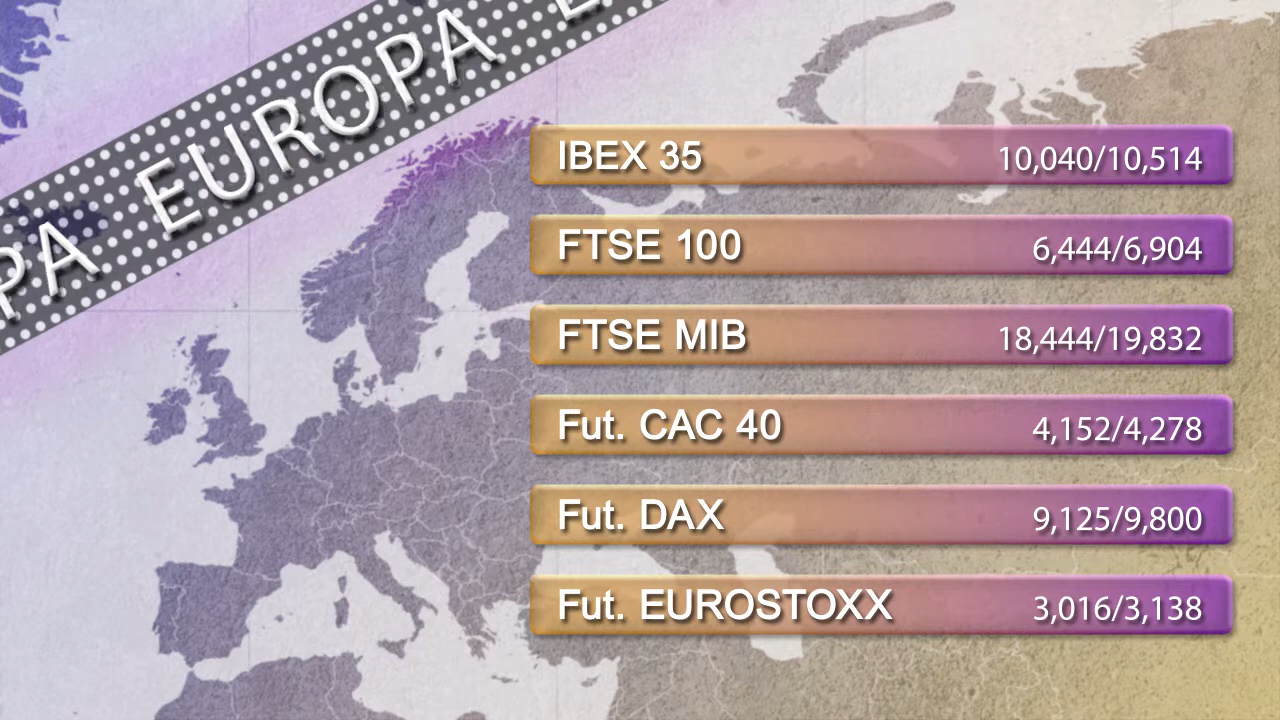 PA EUROPA E
IBEX 35 10,040/10,514
FTSE 100 6,444/6,904
FTSE MIB 18,444/19,832
Fut. CAC 40 4,152/4,278
Fut. DAX 9,125/9,800
Fut. EUROSTOXX 3,016/3,138